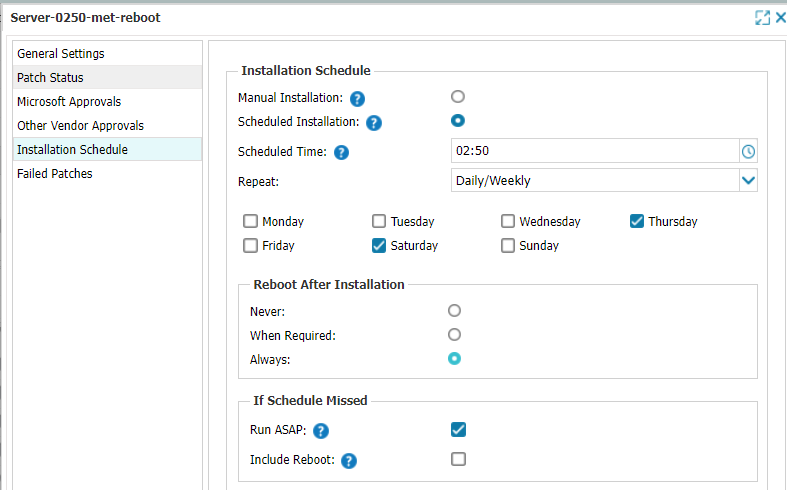 Server-0250-met-reboot
General Settings
Patch Status
Microsoft Approvals
Other Vendor Approvals
Installation Schedule
Failed Patches
Installation Schedule
Manual Installation: ?
Scheduled Installation: ?
Scheduled Time: ? 02:50
Repeat: Daily/Weekly
Monday Tuesday Wednesday Thursday
Friday Saturday Sunday
Reboot After Installation
Never:
When Required:
Always:
If Schedule Missed
Run ASAP: ?
Include Reboot: ?